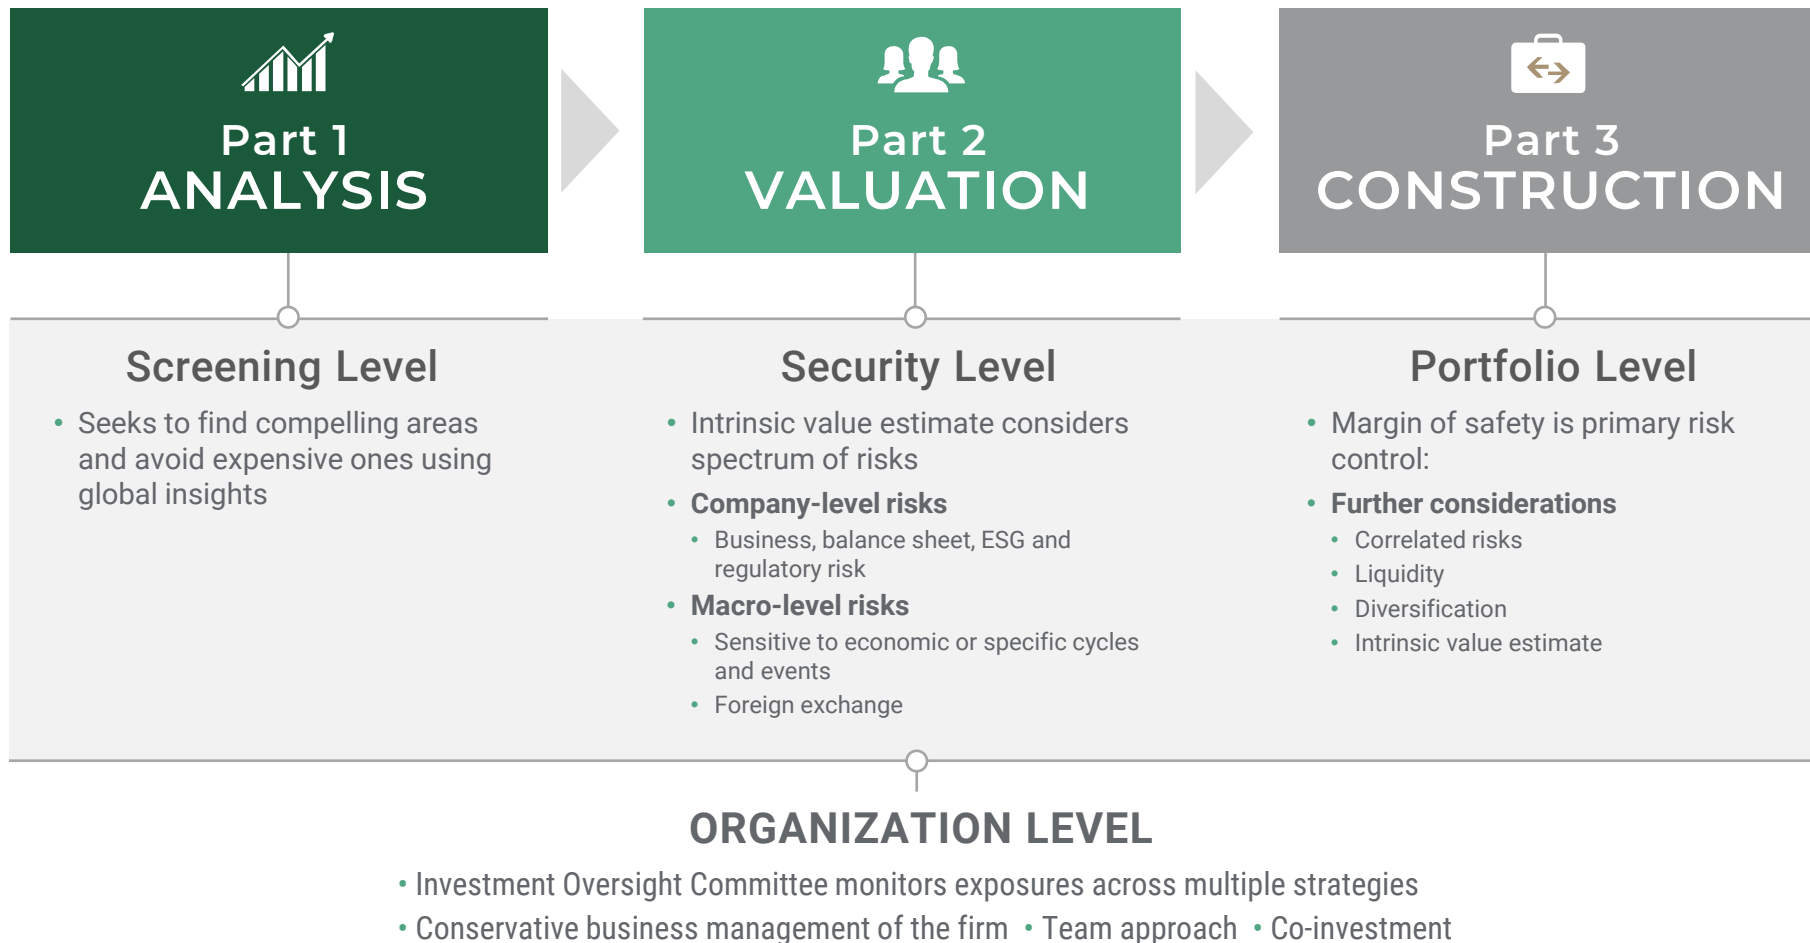 Part 1
ANALYSIS
Part 2
VALUATION
Part 3
CONSTRUCTION
Screening Level
• Seeks to find compelling areas
and avoid expensive ones using
global insights
Security Level
• Intrinsic value estimate considers
spectrum of risks
• Company-level risks
• Business, balance sheet, ESG and
regulatory risk
• Macro-level risks
• Sensitive to economic or specific cycles
and events
• Foreign exchange
Portfolio Level
• Margin of safety is primary risk
control:
• Further considerations
• Correlated risks
• Liquidity
• Diversification
• Intrinsic value estimate
ORGANIZATION LEVEL
• Investment Oversight Committee monitors exposures across multiple strategies
• Conservative business management of the firm • Team approach • Co-investment